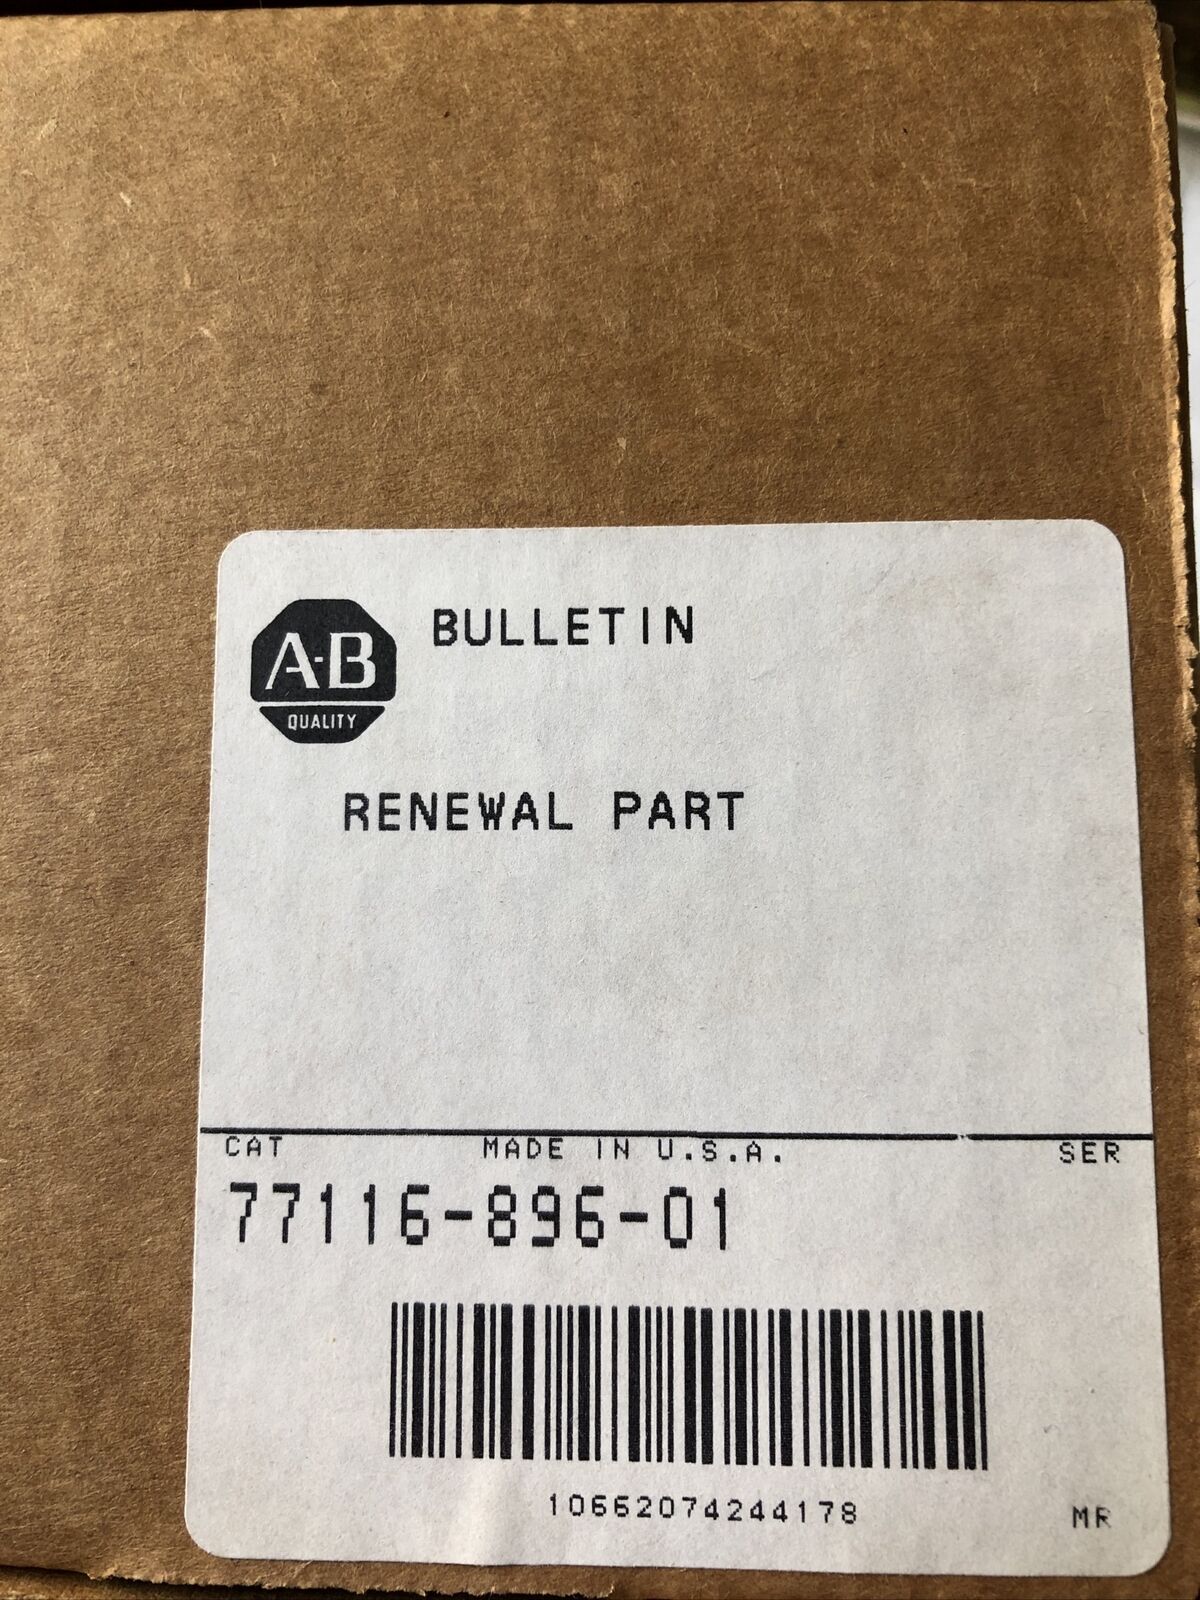 A-B
QUALITY
BULLETIN
RENEWAL PART
CAT MADE IN U.S.A. SER
77116-896-01
10662074244178
MR